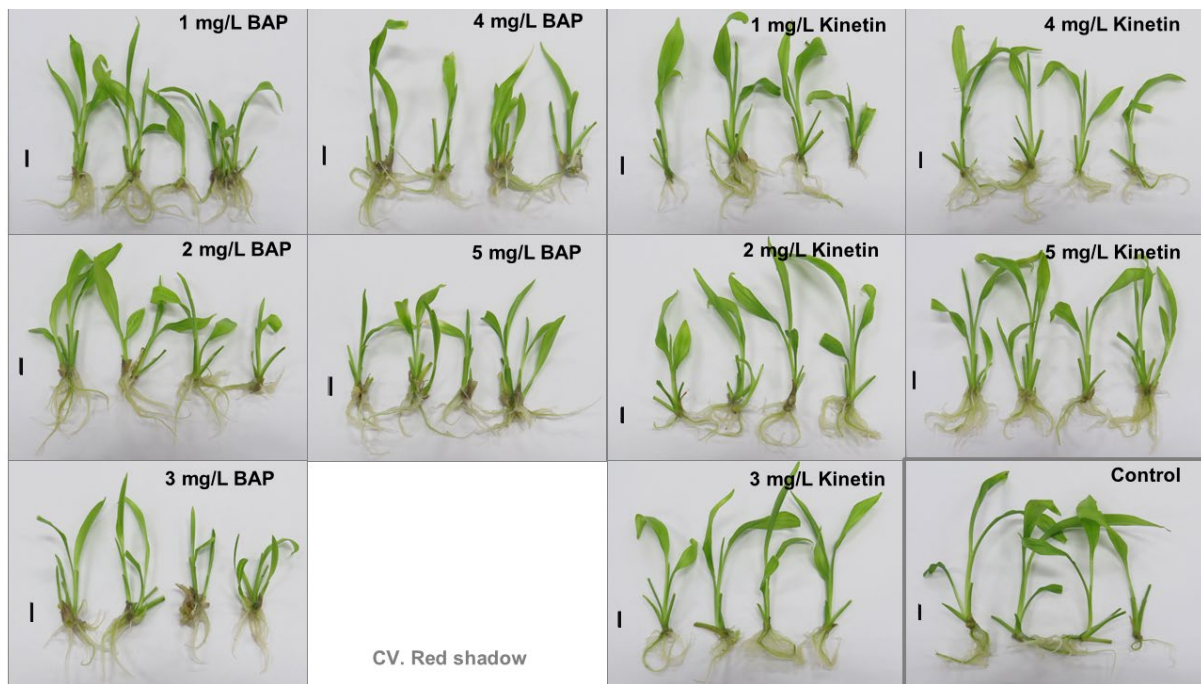 1 mg/L BAP
4 mg/L BAP
1 mg/L Kinetin
4 mg/L Kinetin
2 mg/L BAP
5 mg/L BAP
2 mg/L Kinetin
5 mg/L Kinetin
3 mg/L BAP
3 mg/L Kinetin
Control
CV. Red shadow